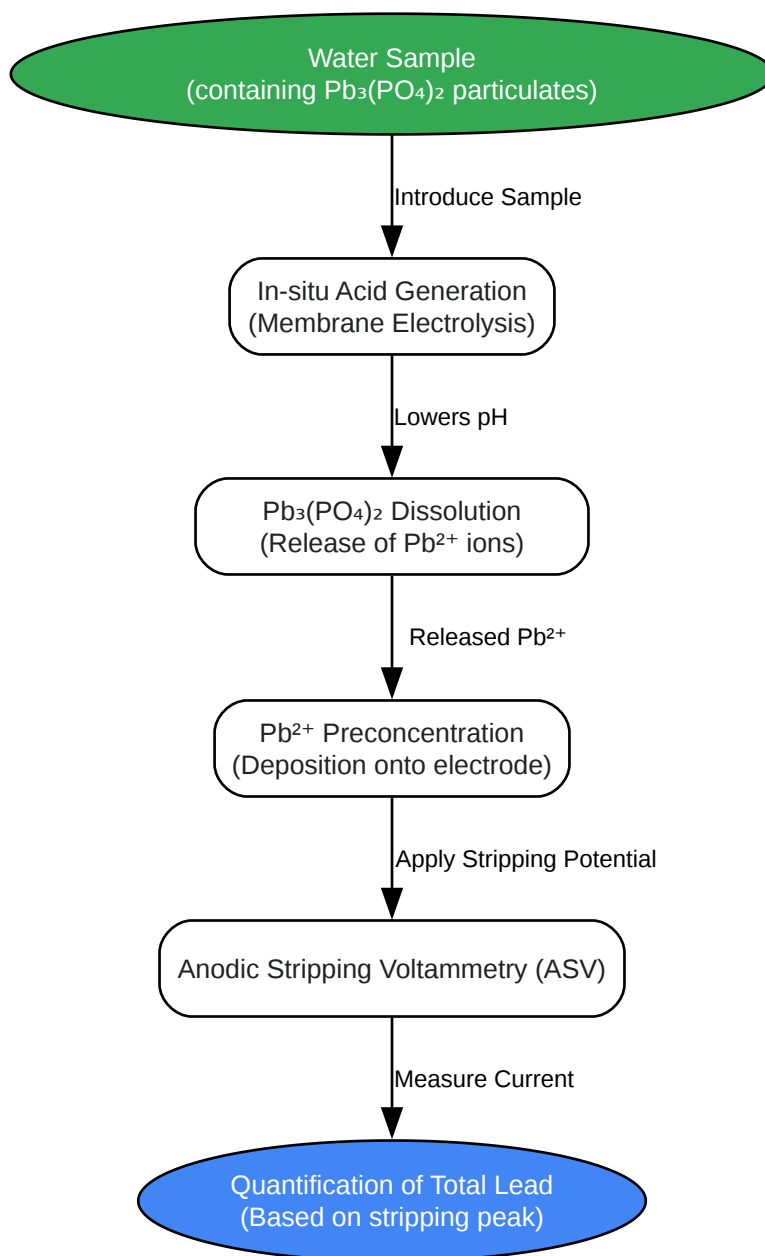 Water Sample
(containing Pb₃(PO₄)₂ particulates)
Introduce Sample
In-situ Acid Generation
(Membrane Electrolysis)
Lowers pH
Pb₃(PO₄)₂ Dissolution
(Release of Pb²⁺ ions)
Released Pb²⁺
Pb²⁺ Preconcentration
(Deposition onto electrode)
Apply Stripping Potential
Anodic Stripping Voltammetry (ASV)
Measure Current
Quantification of Total Lead
(Based on stripping peak)